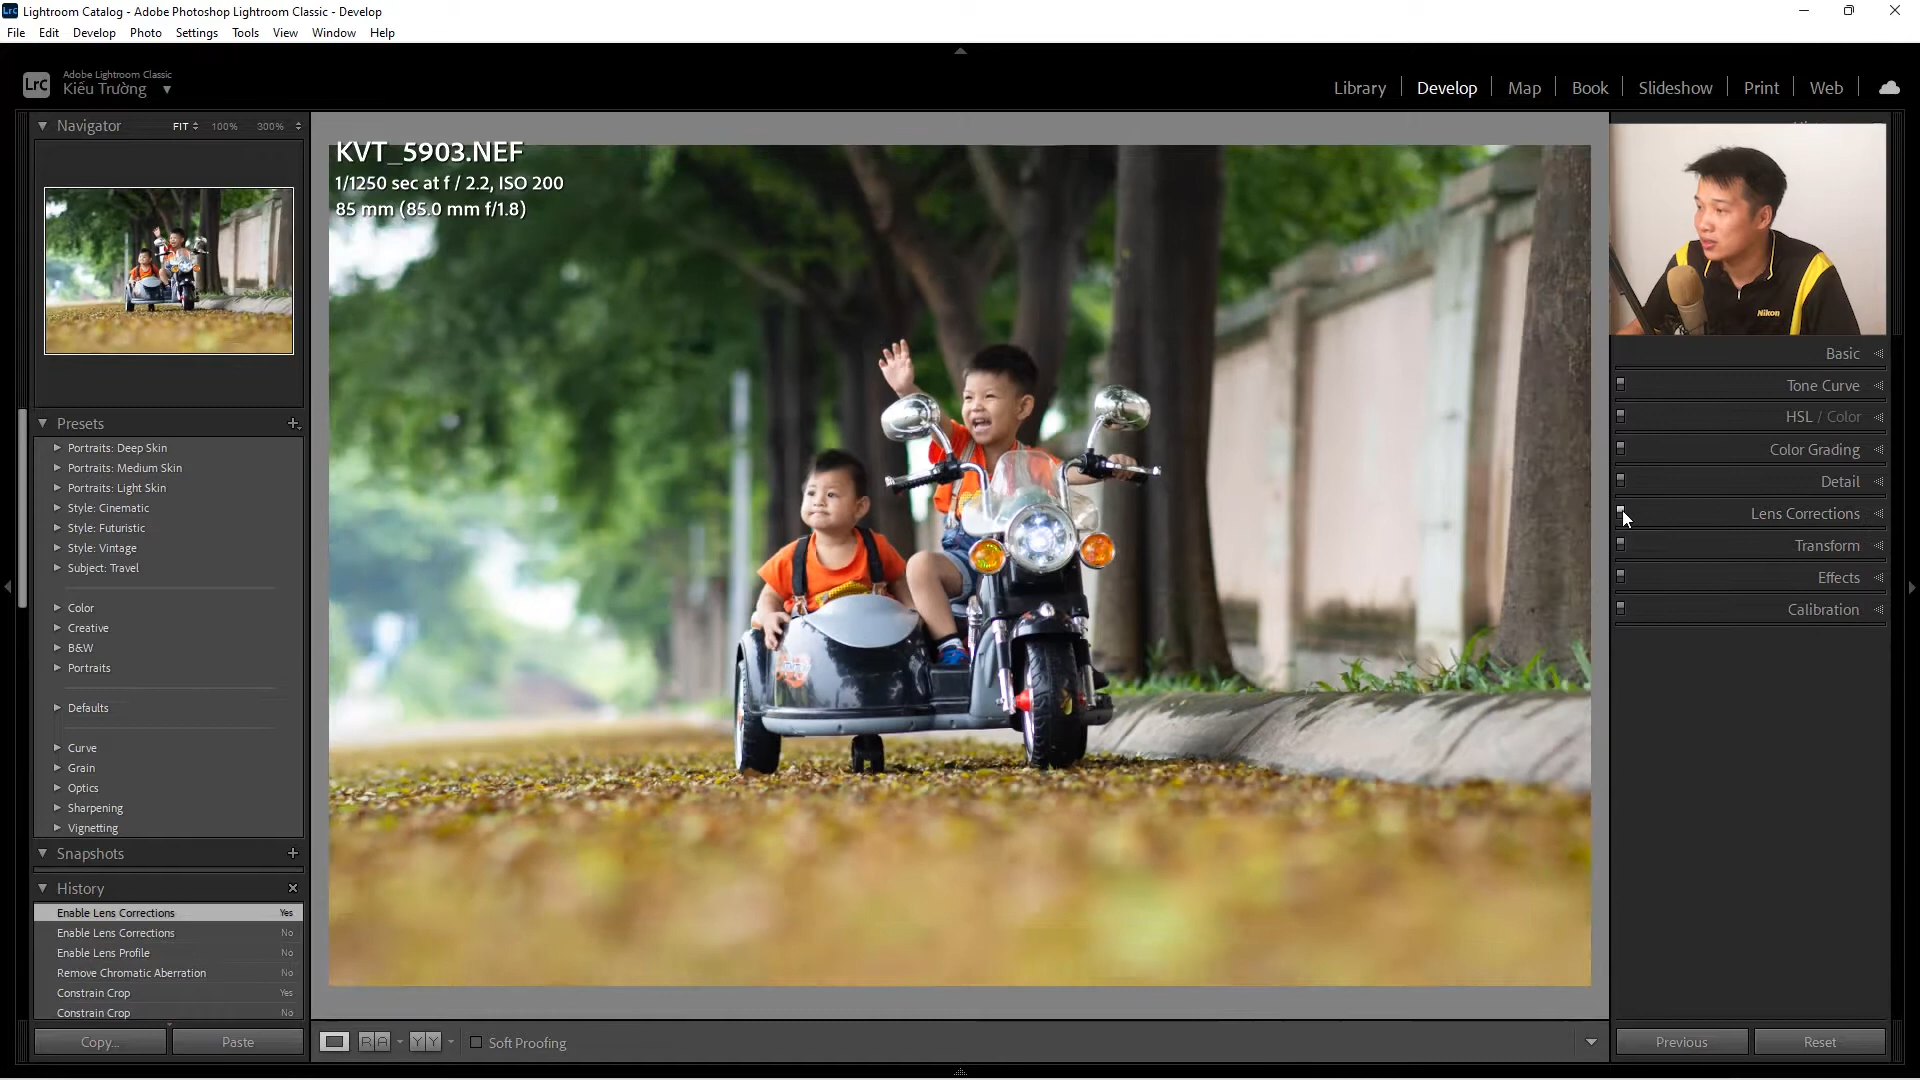 Lightroom Catalog - Adobe Photoshop Lightroom Classic - Develop
File Edit Develop Photo Settings Tools View Window Help
Lrc
Adobe Lightroom Classic
Kiều Trường
Library Develop Map Book Slideshow Print Web
Navigator FIT 100% 300%
KVT_5903.NEF
1/1250 sec at f / 2.2, ISO 200
85 mm (85.0 mm f/1.8)
Nikon
Presets
Portraits: Deep Skin
Portraits: Medium Skin
Portraits: Light Skin
Style: Cinematic
Style: Futuristic
Style: Vintage
Subject: Travel
Color
Creative
B&W
Portraits
Defaults
Curve
Grain
Optics
Sharpening
Vignetting
Snapshots
History
Enable Lens Corrections Yes
Enable Lens Corrections No
Enable Lens Profile No
Remove Chromatic Aberration No
Constrain Crop Yes
Constrain Crop No
Copy... Paste
Soft Proofing
Basic
Tone Curve
HSL / Color
Color Grading
Detail
Lens Corrections
Transform
Effects
Calibration
Previous Reset